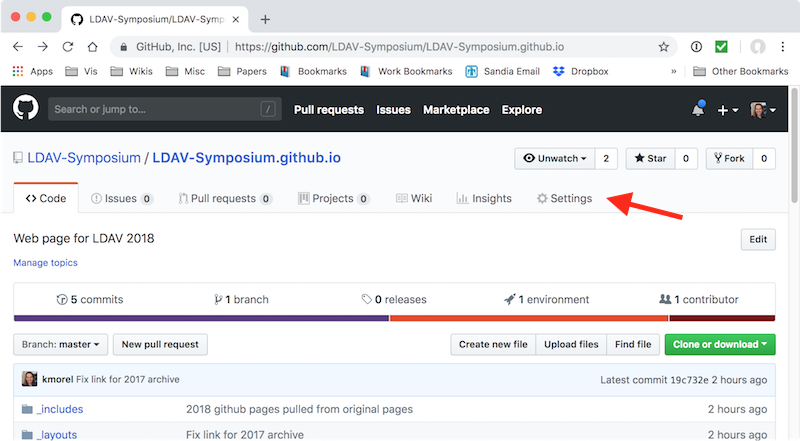 LDAV-Symposium/LDAV-Symp
GitHub, Inc. [US] https://github.com/LDAV-Symposium/LDAV-Symposium.github.io
Apps Vis Wikis Misc Papers Bookmarks Work Bookmarks Sandia Email Dropbox » Other Bookmarks
Search or jump to... / Pull requests Issues Marketplace Explore
LDAV-Symposium / LDAV-Symposium.github.io Unwatch 2 Star 0 Fork 0
Code Issues 0 Pull requests 0 Projects 0 Wiki Insights Settings
Web page for LDAV 2018 Edit
Manage topics
5 commits 1 branch 0 releases 1 environment 1 contributor
Branch: master New pull request Create new file Upload files Find file Clone or download
kmorel Fix link for 2017 archive Latest commit 19c732e 2 hours ago
_includes 2018 github pages pulled from original pages 2 hours ago
_layouts Fix link for 2017 archive 2 hours ago